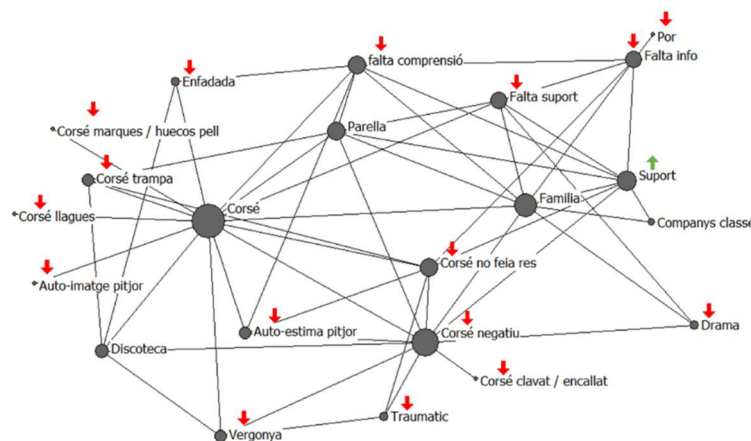 Por
falta comprensió
Falta info
Enfadada
Falta suport
Corsé marques / huecos pell
Parella
Corsé trampa
Suport
Corsé
Familia
Corsé llagues
Companys classe
Corsé no feia res
Auto-imatge pitjor
Auto-estima pitjor
Corsé negatiu
Drama
Discoteca
Corsé clavat / encallat
Traumatic
Vergonya